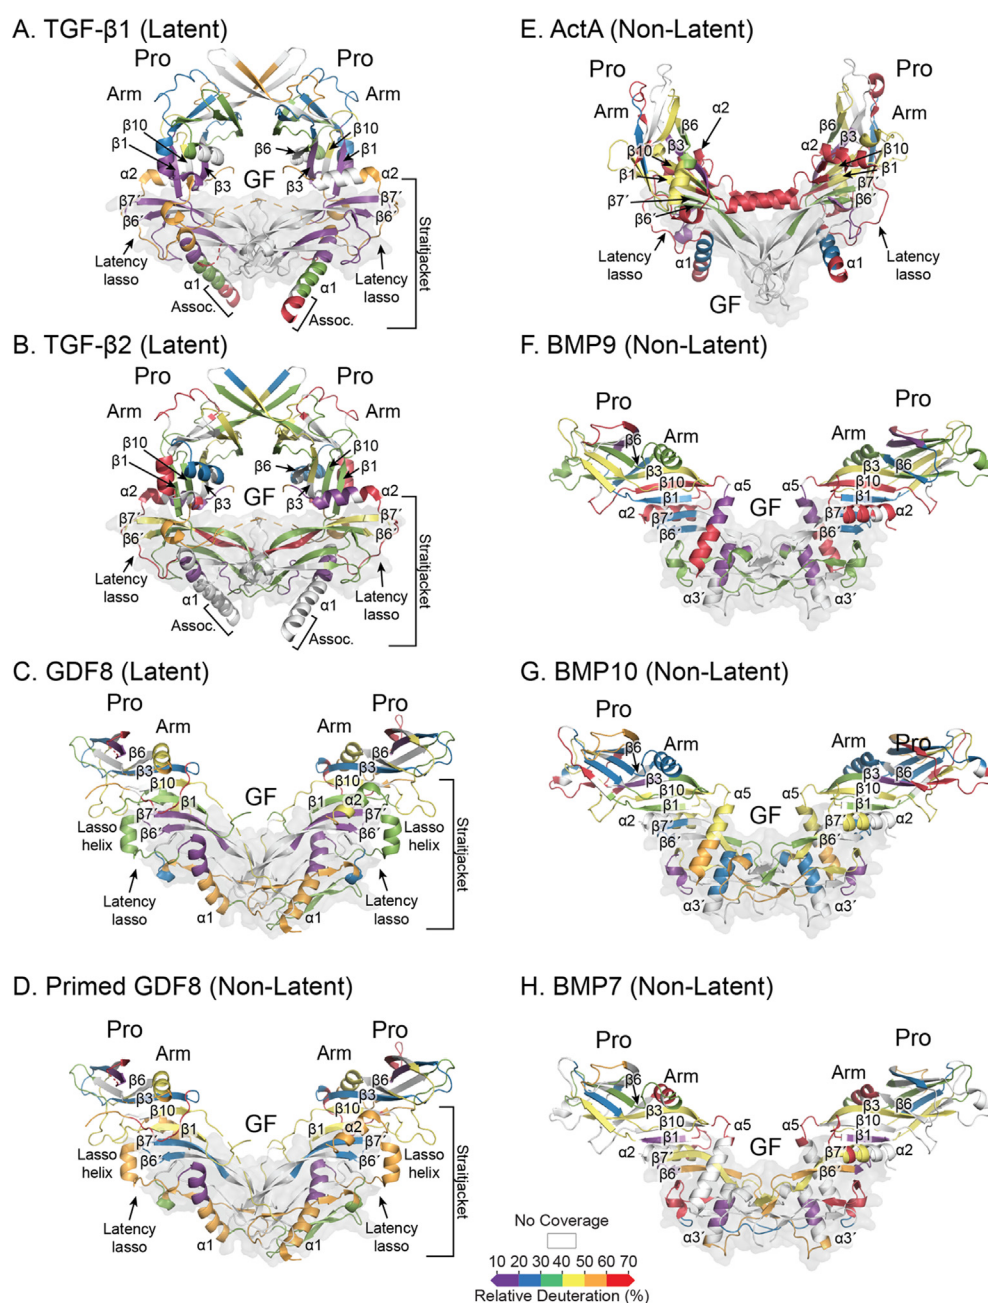 A. TGF-β1 (Latent)
Pro
Pro
Arm
Arm
β10
β10
β1
β6
β1
α2
β3
β3
α2
GF
β7′
β7′
β6′
β6′
Latency
lasso
α1
α1
Latency
lasso
Assoc.
Assoc.
Straitjacket
B. TGF-β2 (Latent)
Pro
Pro
Arm
Arm
β10
β10
β1
β6
β1
α2
β3
β3
α2
GF
β7′
β7′
β6′
β6′
Latency
lasso
α1
α1
Latency
lasso
Assoc.
Assoc.
Straitjacket
C. GDF8 (Latent)
Pro
Pro
Arm
Arm
β6
β6
β3
β3
β10
β10
GF
β1
β1
α2
β7′
β7′
β6′
β6′
Lasso
helix
Lasso
helix
Latency
lasso
α1
α1
Latency
lasso
Straitjacket
D. Primed GDF8 (Non-Latent)
Pro
Pro
Arm
Arm
β6
β6
β3
β3
β10
β10
GF
β1
β1
α2
β7′
β7′
β6′
β6′
Lasso
helix
Lasso
helix
Latency
lasso
α1
α1
Latency
lasso
Straitjacket
E. ActA (Non-Latent)
Pro
Pro
Arm
Arm
β6
α2
β6
β3
β3
α2
β10
β10
β1
β1
β7′
β7′
β6′
β6′
Latency
lasso
α1
α1
Latency
lasso
GF
F. BMP9 (Non-Latent)
Pro
Pro
Arm
Arm
β6
β6
β3
β3
β10
β10
α5
α5
GF
β1
β1
α2
α2
β7′
β7′
β6′
β6′
α3′
α3′
G. BMP10 (Non-Latent)
Pro
Pro
Arm
Arm
β6
β6
β3
β3
β10
β10
α5
α5
GF
β1
β1
α2
α2
β7′
β7′
β6′
β6′
α3′
α3′
H. BMP7 (Non-Latent)
Pro
Pro
Arm
Arm
β6
β6
β3
β3
β10
β10
α5
α5
GF
β1
β1
α2
α2
β7′
β7′
β6′
β6′
α3′
α3′
No Coverage
10 20 30 40 50 60 70
Relative Deuteration (%)